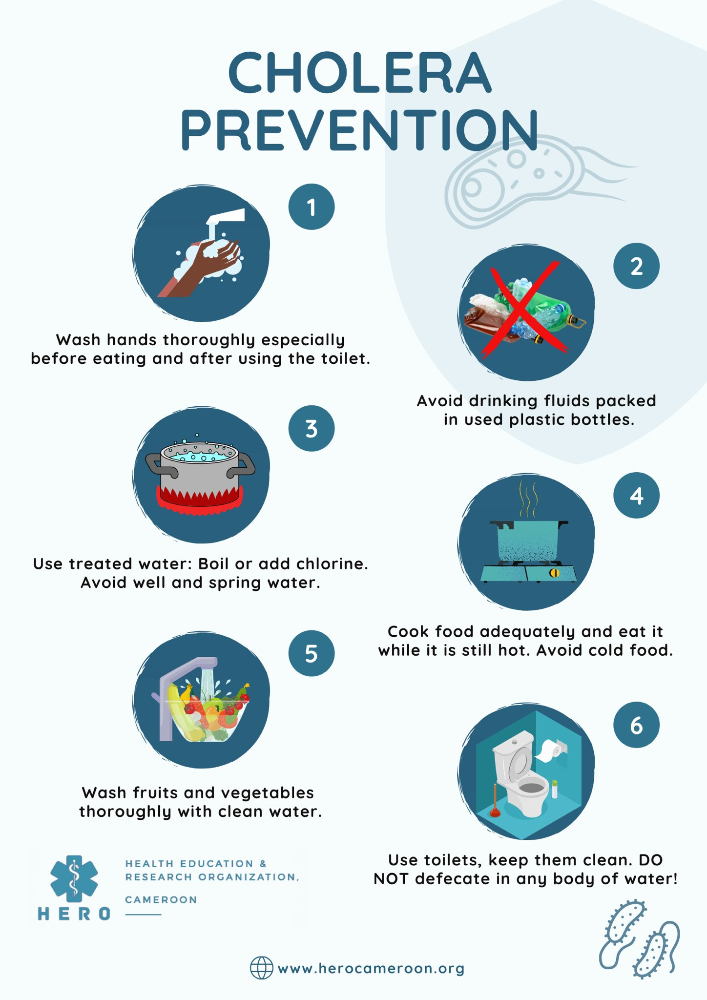 CHOLERA
PREVENTION
1
Wash hands thoroughly especially
before eating and after using the toilet.
2
Avoid drinking fluids packed
in used plastic bottles.
3
Use treated water: Boil or add chlorine.
Avoid well and spring water.
4
Cook food adequately and eat it
while it is still hot. Avoid cold food.
5
Wash fruits and vegetables
thoroughly with clean water.
6
Use toilets, keep them clean. DO
NOT defecate in any body of water!
HERO
HEALTH EDUCATION &
RESEARCH ORGANIZATION,
CAMEROON
www.herocameroon.org